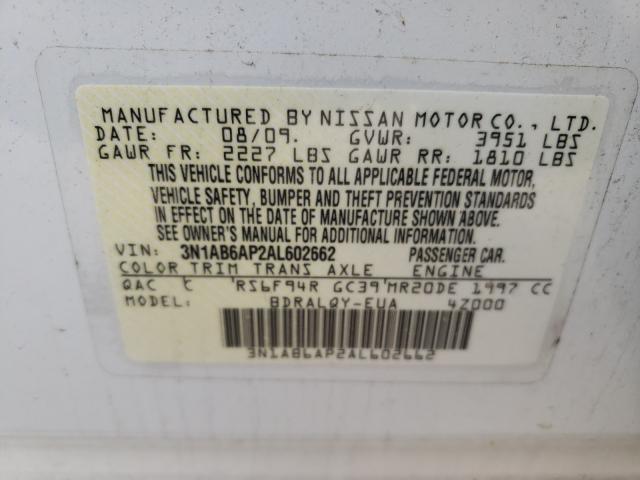 MANUFACTURED BY NISSAN MOTOR CO., LTD.
DATE: 08/09. GVWR: 3951 LBS
GAWR FR: 2227 LBS GAWR RR: 1810 LBS
THIS VEHICLE CONFORMS TO ALL APPLICABLE FEDERAL MOTOR,
VEHICLE SAFETY, BUMPER AND THEFT PREVENTION STANDARDS
IN EFFECT ON THE DATE OF MANUFACTURE SHOWN ABOVE.
SEE OWNER'S MANUAL FOR ADDITIONAL INFORMATION.
VIN: 3N1AB6AP2AL602662 PASSENGER CAR.
COLOR TRIM TRANS AXLE ENGINE
QAC C RS6F94R GC39 MR20DE 1997 CC
MODEL: BDRALQY-EUA 4Z000
3N1AB6AP2AL602662